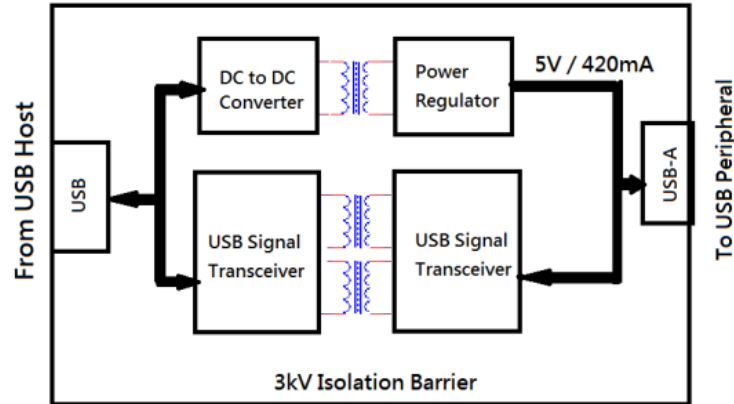 From USB Host
USB
DC to DC
Converter
Power
Regulator
5V / 420mA
USB Signal
Transceiver
USB Signal
Transceiver
USB-A
To USB Peripheral
3kV Isolation Barrier